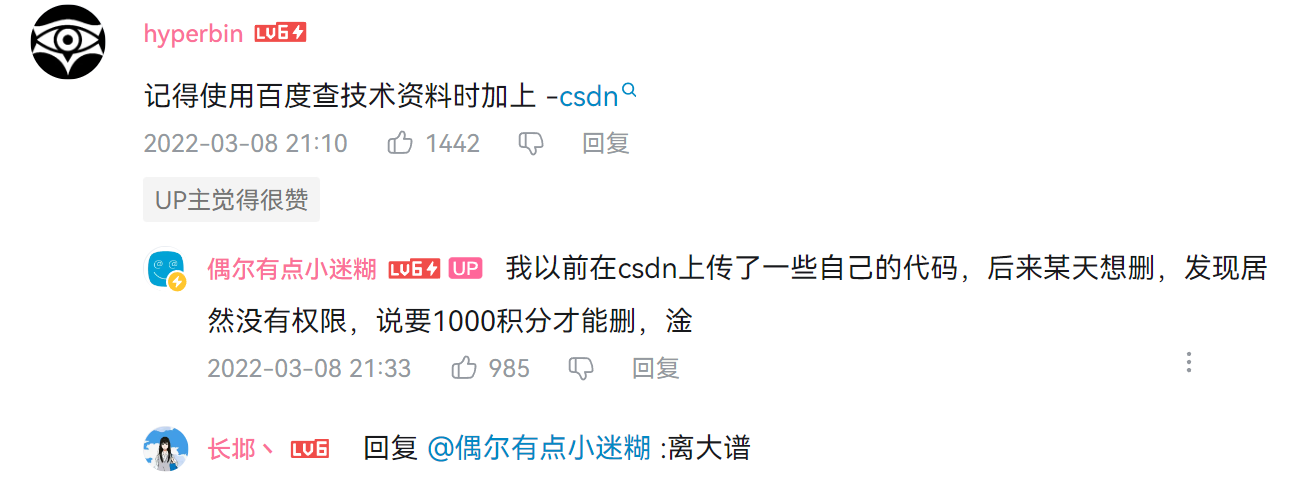 hyperbin LV6
记得使用百度查技术资料时加上 -csdn
2022-03-08 21:10 1442 回复
UP主觉得很赞
偶尔有点小迷糊 LV6 UP 我以前在csdn上传了一些自己的代码，后来某天想删，发现居
然没有权限，说要1000积分才能删，淦
2022-03-08 21:33 985 回复
长邶丶 LV6 回复 @偶尔有点小迷糊 :离大谱